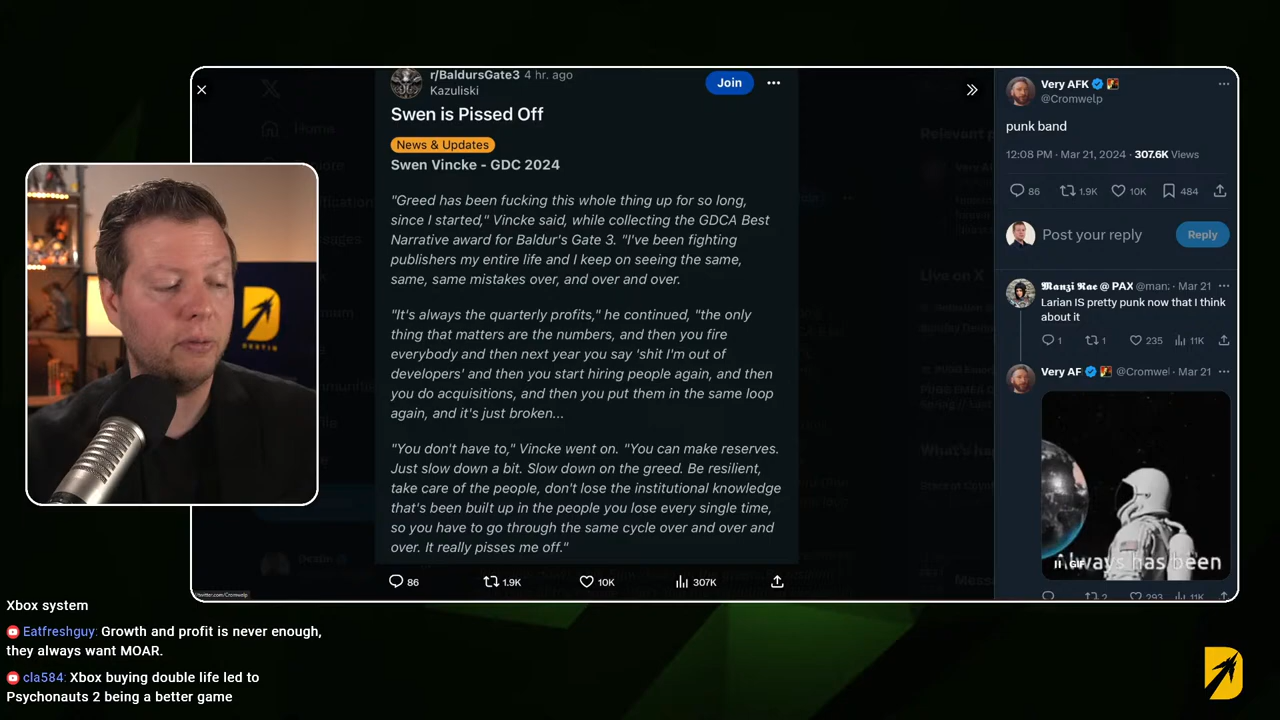 r/BaldursGate3 4 hr. ago
Kazuliski
Join
Swen is Pissed Off
News & Updates
Swen Vincke - GDC 2024
"Greed has been fucking this whole thing up for so long,
since I started," Vincke said, while collecting the GDCA Best
Narrative award for Baldur's Gate 3. "I've been fighting
publishers my entire life and I keep on seeing the same,
same, same mistakes over, and over and over.
"It's always the quarterly profits," he continued, "the only
thing that matters are the numbers, and then you fire
everybody and then next year you say 'shit I'm out of
developers' and then you start hiring people again, and then
you do acquisitions, and then you put them in the same loop
again, and it's just broken...
"You don't have to," Vincke went on. "You can make reserves.
Just slow down a bit. Slow down on the greed. Be resilient,
take care of the people, don't lose the institutional knowledge
that's been built up in the people you lose every single time,
so you have to go through the same cycle over and over and
over. It really pisses me off."
86 1.9K 10K 307K
Very AFK
@Cromwelp
punk band
12:08 PM · Mar 21, 2024 · 307.6K Views
86 1.9K 10K 484
Post your reply
Reply
Manzi Rae @ PAX @man: · Mar 21
Larian IS pretty punk now that I think
about it
1 1 235 11K
Very AF @Cromwel · Mar 21
Always has been
2 293 11K
Xbox system
Eatfreshguy: Growth and profit is never enough,
they always want MOAR.
cla584: Xbox buying double life led to
Psychonauts 2 being a better game